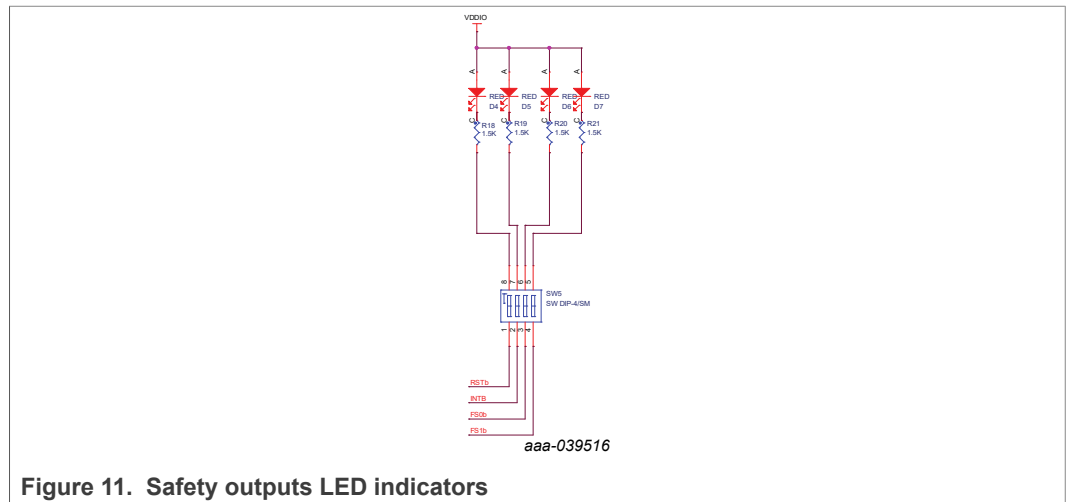 VDDIO
A A A A
RED RED RED RED
D4 D5 D6 D7
C C C C
R18 R19 R20 R21
1.5K 1.5K 1.5K 1.5K
8 7 6 5
SW5
SW DIP-4/SM
1 2 3 4
RSTb
INTB
FS0b
FS1b
aaa-039516
Figure 11. Safety outputs LED indicators